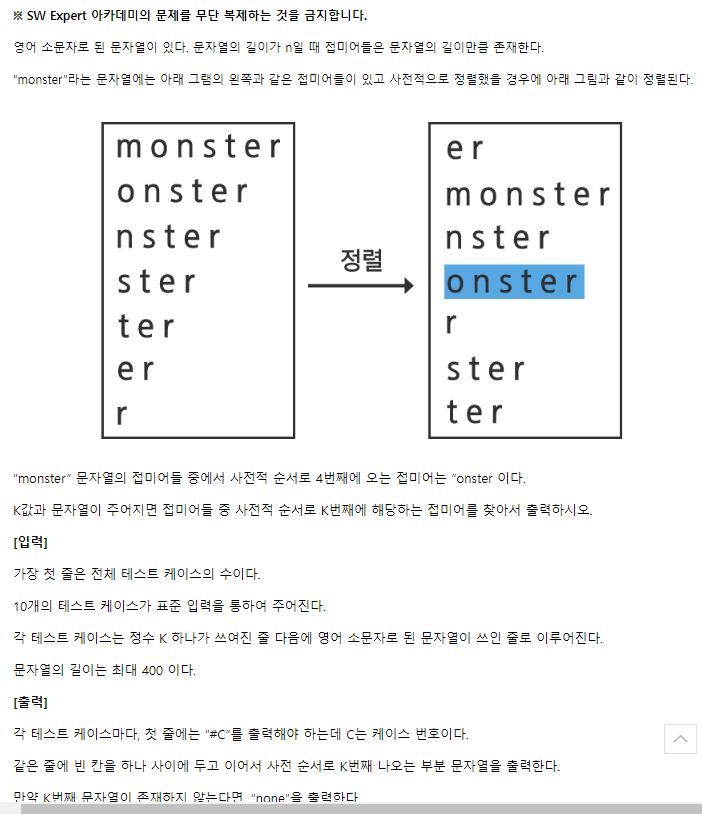 ※ SW Expert 아카데미의 문제를 무단 복제하는 것을 금지합니다.
영어 소문자로 된 문자열이 있다. 문자열의 길이가 n일 때 접미어들은 문자열의 길이만큼 존재한다.
"monster"라는 문자열에는 아래 그램의 왼쪽과 같은 접미어들이 있고 사전적으로 정렬했을 경우에 아래 그림과 같이 정렬된다.
monster
onster
nster
ster
ter
er
r
정렬
er
monster
nster
onster
r
ster
ter
"monster" 문자열의 접미어들 중에서 사전적 순서로 4번째에 오는 접미어는 "onster 이다.
K값과 문자열이 주어지면 접미어들 중 사전적 순서로 K번째에 해당하는 접미어를 찾아서 출력하시오.
[입력]
가장 첫 줄은 전체 테스트 케이스의 수이다.
10개의 테스트 케이스가 표준 입력을 통하여 주어진다.
각 테스트 케이스는 정수 K 하나가 쓰여진 줄 다음에 영어 소문자로 된 문자열이 쓰인 줄로 이루어진다.
문자열의 길이는 최대 400 이다.
[출력]
각 테스트 케이스마다, 첫 줄에는 "#C"를 출력해야 하는데 C는 케이스 번호이다.
같은 줄에 빈 칸을 하나 사이에 두고 이어서 사전 순서로 K번째 나오는 부분 문자열을 출력한다.
만약 K번째 문자열이 존재하지 않는다면, "none"을 출력한다